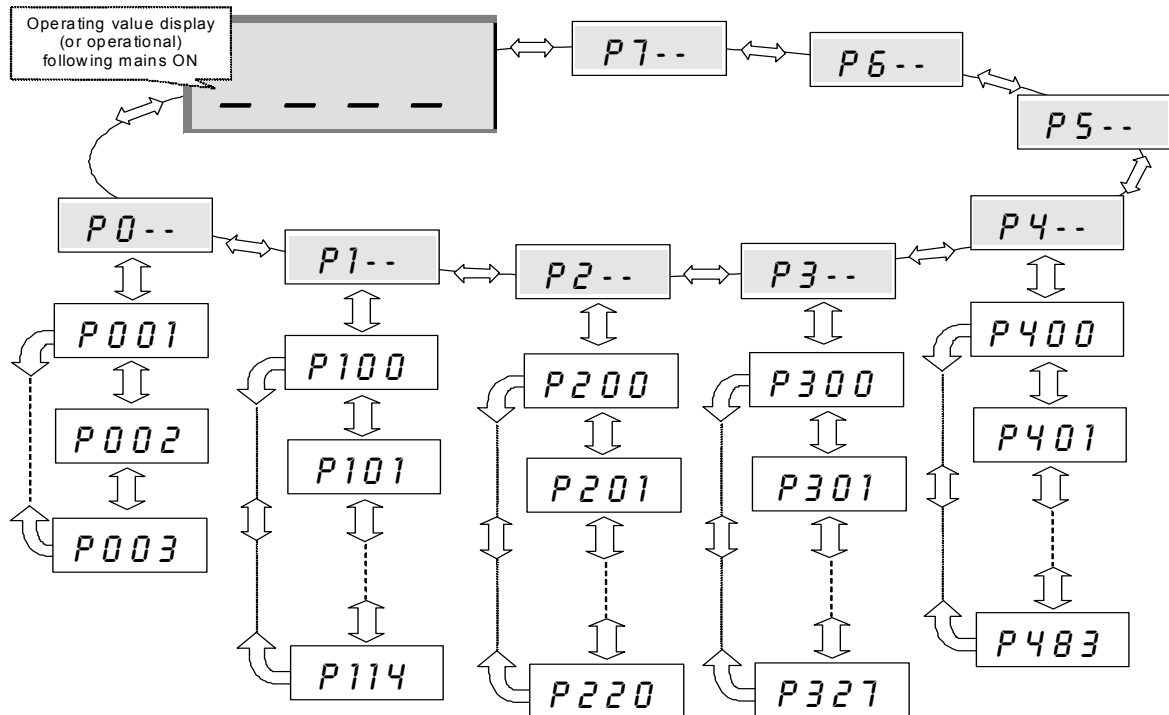 Operating value display
(or operational)
following mains ON
_ _ _ _
P7--
P6--
P5--
P4--
P0--
P1--
P2--
P3--
P001
P002
P003
P100
P101
P114
P200
P201
P220
P300
P301
P327
P400
P401
P483